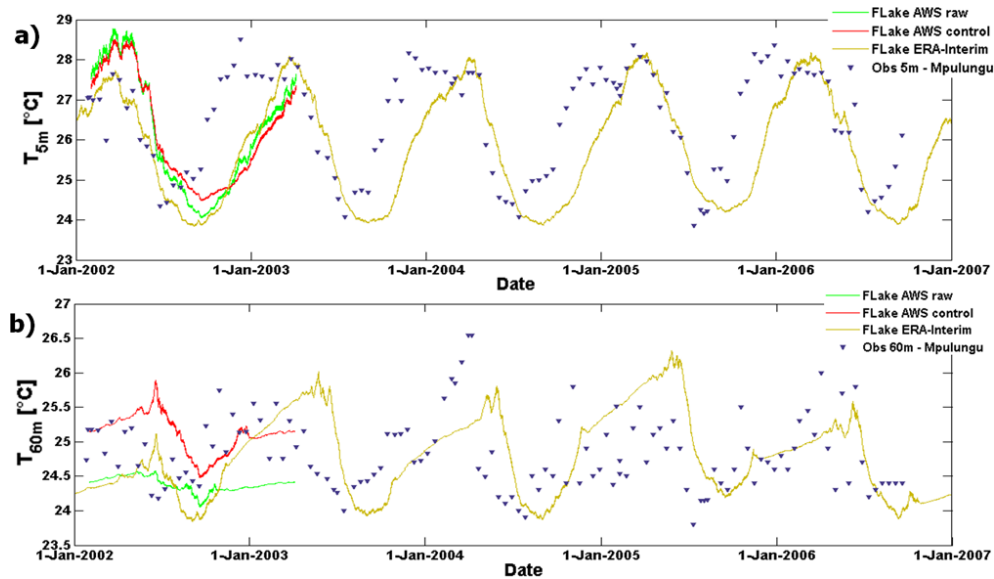 a)
29
28
27
26
25
24
23
T5m [°C]
FLake AWS raw
FLake AWS control
FLake ERA-Interim
Obs 5m - Mpulungu
1-Jan-2002 1-Jan-2003 1-Jan-2004 1-Jan-2005 1-Jan-2006 1-Jan-2007
Date
b)
27
26.5
26
25.5
25
24.5
24
23.5
T60m [°C]
FLake AWS raw
FLake AWS control
FLake ERA-Interim
Obs 60m - Mpulungu
1-Jan-2002 1-Jan-2003 1-Jan-2004 1-Jan-2005 1-Jan-2006 1-Jan-2007
Date